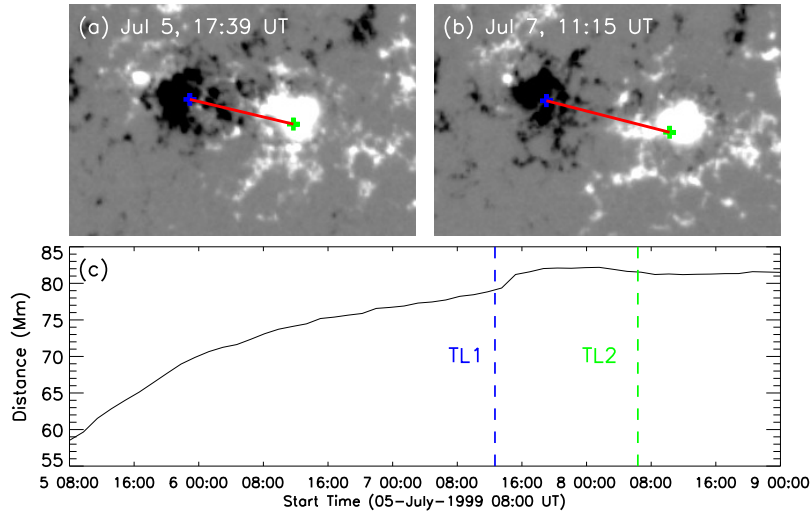 (a) Jul 5, 17:39 UT
(b) Jul 7, 11:15 UT
(c)
85
80
75
70
65
60
55
Distance (Mm)
TL1
TL2
5 08:00 16:00 6 00:00 08:00 16:00 7 00:00 08:00 16:00 8 00:00 08:00 16:00 9 00:00
Start Time (05-July-1999 08:00 UT)